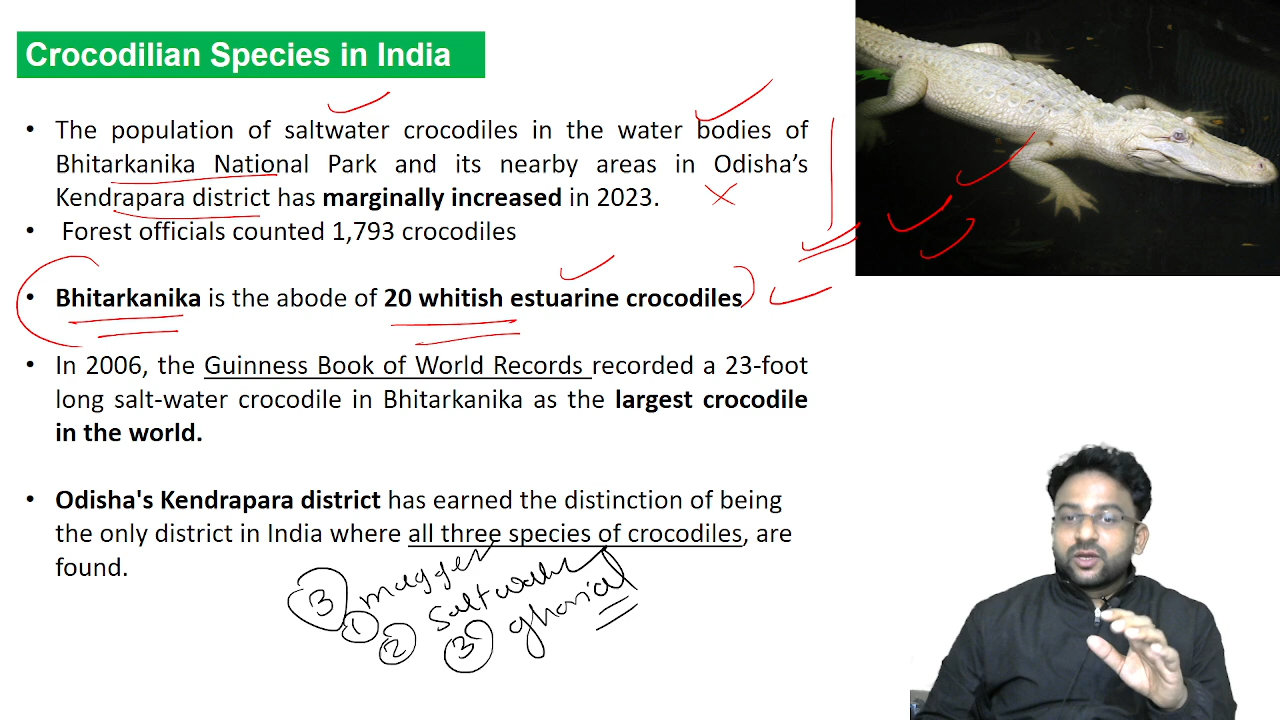 Crocodilian Species in India
• The population of saltwater crocodiles in the water bodies of
Bhitarkanika National Park and its nearby areas in Odisha’s
Kendrapara district has marginally increased in 2023.
• Forest officials counted 1,793 crocodiles
• Bhitarkanika is the abode of 20 whitish estuarine crocodiles
• In 2006, the Guinness Book of World Records recorded a 23-foot
long salt-water crocodile in Bhitarkanika as the largest crocodile
in the world.
• Odisha's Kendrapara district has earned the distinction of being
the only district in India where all three species of crocodiles, are
found.
3
1 mugger
2 Saltwater
3 gharial